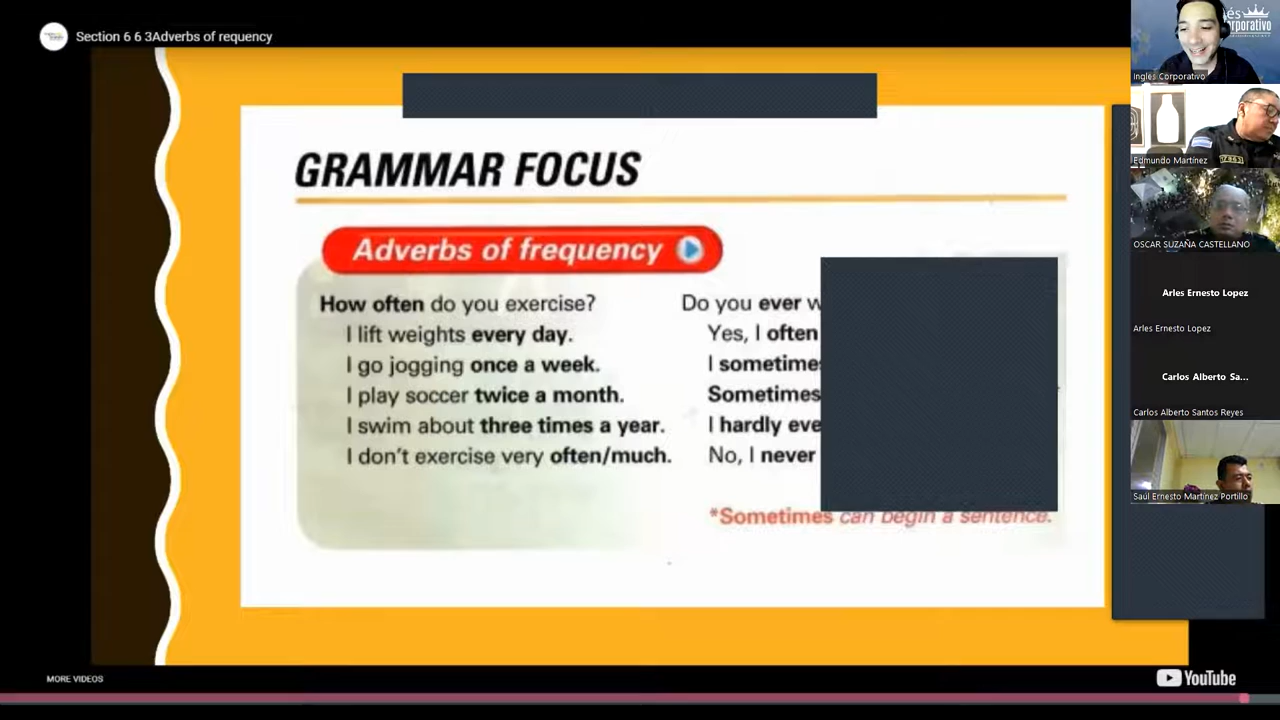 Section 6 6 3Adverbs of requency
GRAMMAR FOCUS
Adverbs of frequency
How often do you exercise?
I lift weights every day.
I go jogging once a week.
I play soccer twice a month.
I swim about three times a year.
I don't exercise very often/much.
Do you ever
Yes, I often
I
Sometimes
I hardly
No, I never
*Sometimes can begin a sentence.
MORE VIDEOS
YouTube
Inglés Corporativo
Edmundo Martínez
OSCAR SUZAÑA CASTELLANO
Arles Ernesto Lopez
Arles Ernesto Lopez
Carlos Alberto Sa...
Carlos Alberto Santos Reyes
Saúl Ernesto Martínez Portillo